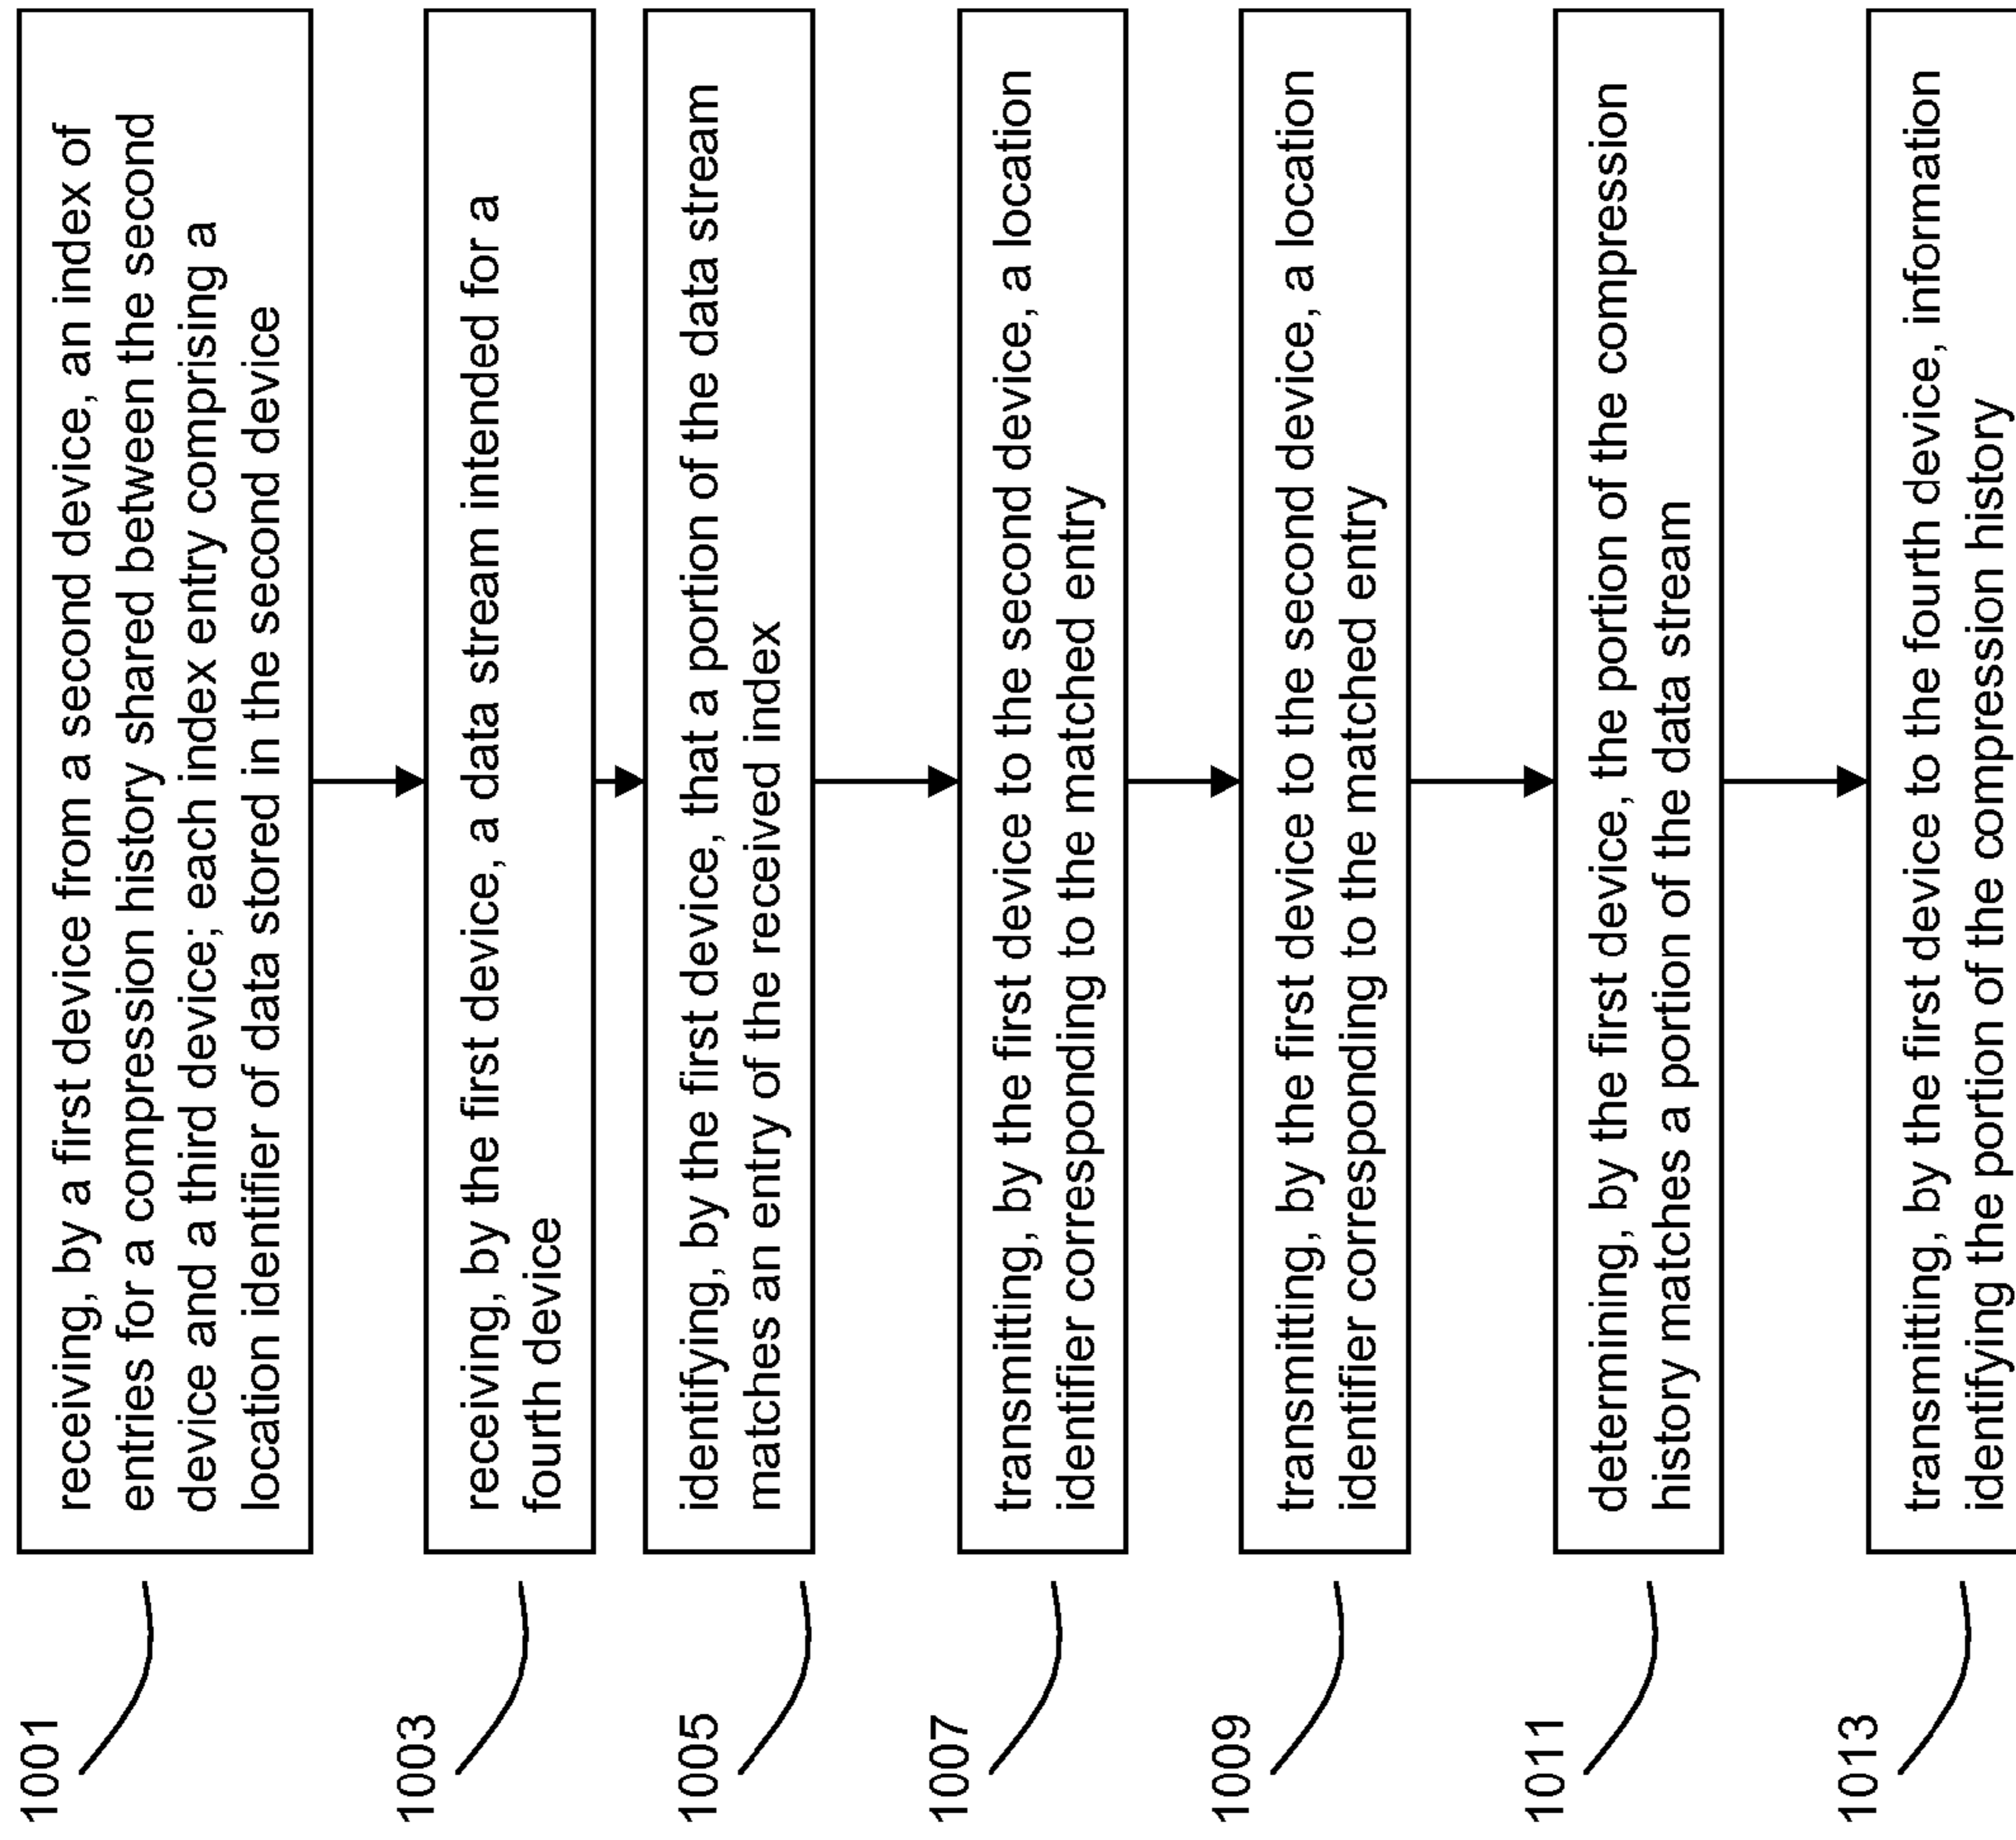 1001
receiving, by a first device from a second device, an index of
entries for a compression history shared between the second
device and a third device; each index entry comprising a
location identifier of data stored in the second device
1003
receiving, by the first device, a data stream intended for a
fourth device
1005
identifying, by the first device, that a portion of the data stream
matches an entry of the received index
1007
transmitting, by the first device to the second device, a location
identifier corresponding to the matched entry
1009
transmitting, by the first device to the second device, a location
identifier corresponding to the matched entry
1011
determining, by the first device, the portion of the compression
history matches a portion of the data stream
1013
transmitting, by the first device to the fourth device, information
identifying the portion of the compression history